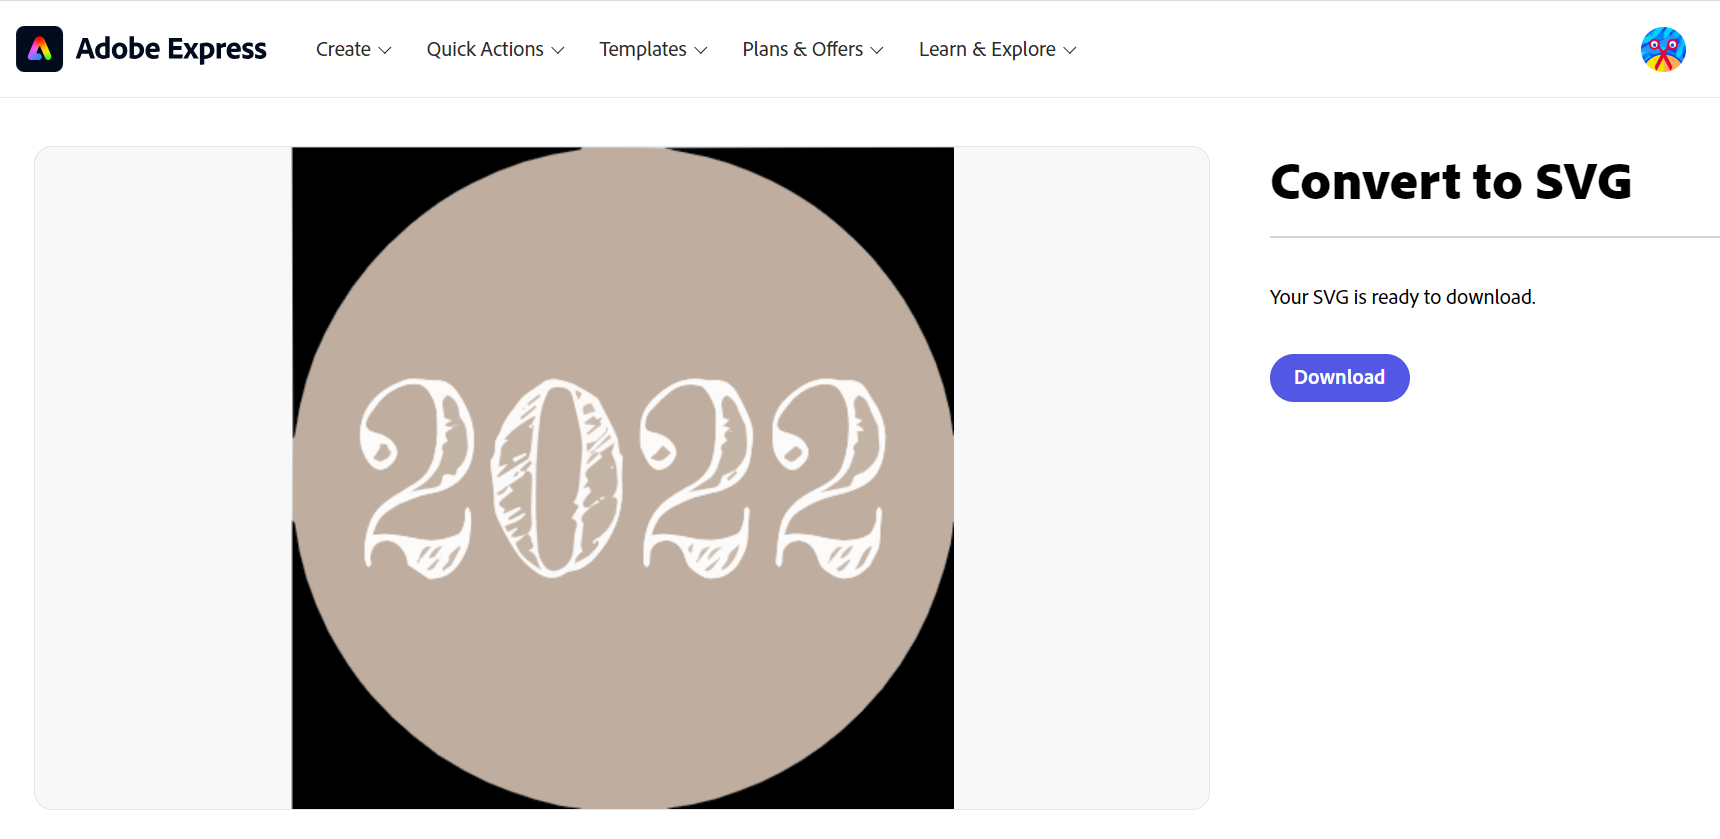 Adobe Express
Create
Quick Actions
Templates
Plans & Offers
Learn & Explore
2022
Convert to SVG
Your SVG is ready to download.
Download